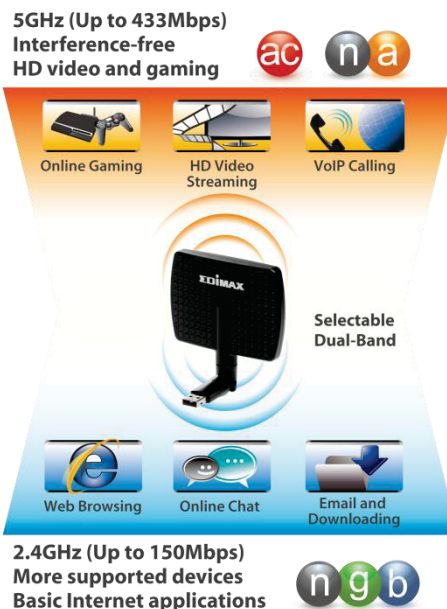 5GHz (Up to 433Mbps)
Interference-free
HD video and gaming
ac n a
Online Gaming
HD Video
Streaming
VoIP Calling
EDIMAX
Selectable
Dual-Band
Web Browsing
Online Chat
Email and
Downloading
2.4GHz (Up to 150Mbps)
More supported devices
Basic Internet applications
n g b